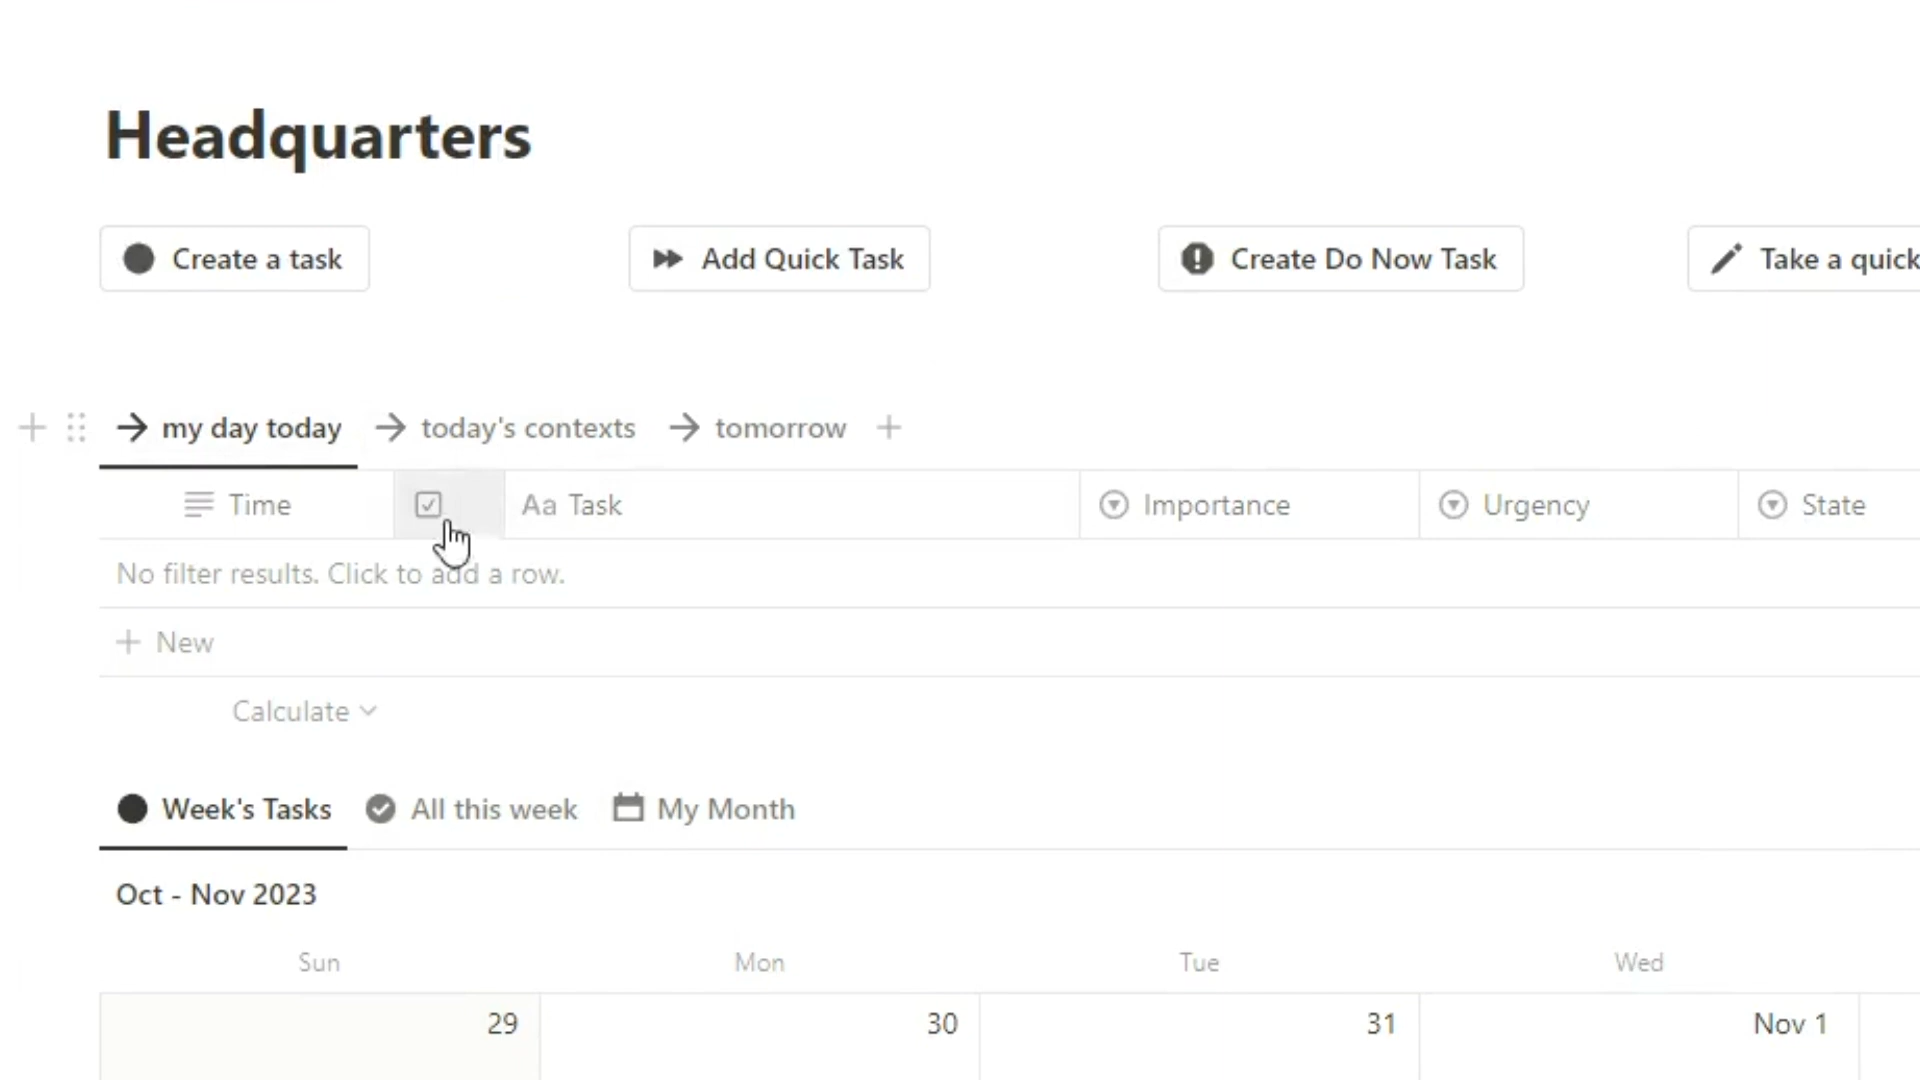 Headquarters
Create a task
Add Quick Task
Create Do Now Task
Take a quick
my day today
today's contexts
tomorrow
Time
Aa Task
Importance
Urgency
State
No filter results. Click to add a row.
New
Calculate
Week's Tasks
All this week
My Month
Oct - Nov 2023
Sun
Mon
Tue
Wed
29
30
31
Nov 1